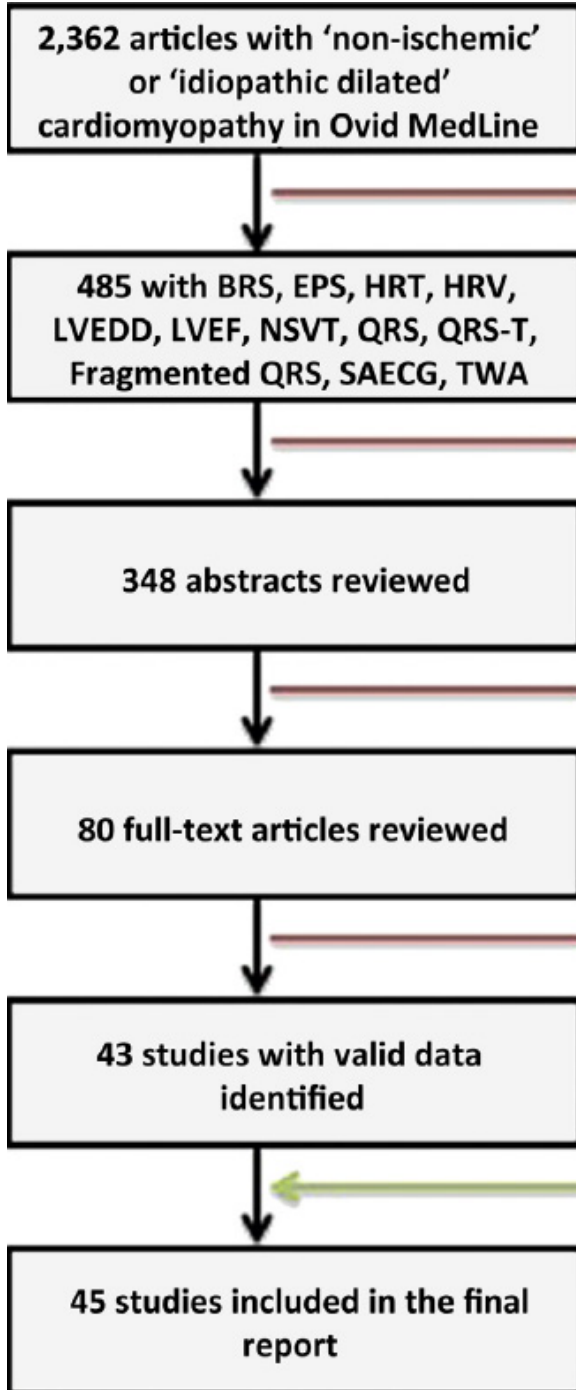 2,362 articles with ‘non-ischemic’
or ‘idiopathic dilated’
cardiomyopathy in Ovid MedLine
485 with BRS, EPS, HRT, HRV,
LVEDD, LVEF, NSVT, QRS, QRS-T,
Fragmented QRS, SAECG, TWA
348 abstracts reviewed
80 full-text articles reviewed
43 studies with valid data
identified
45 studies included in the final
report